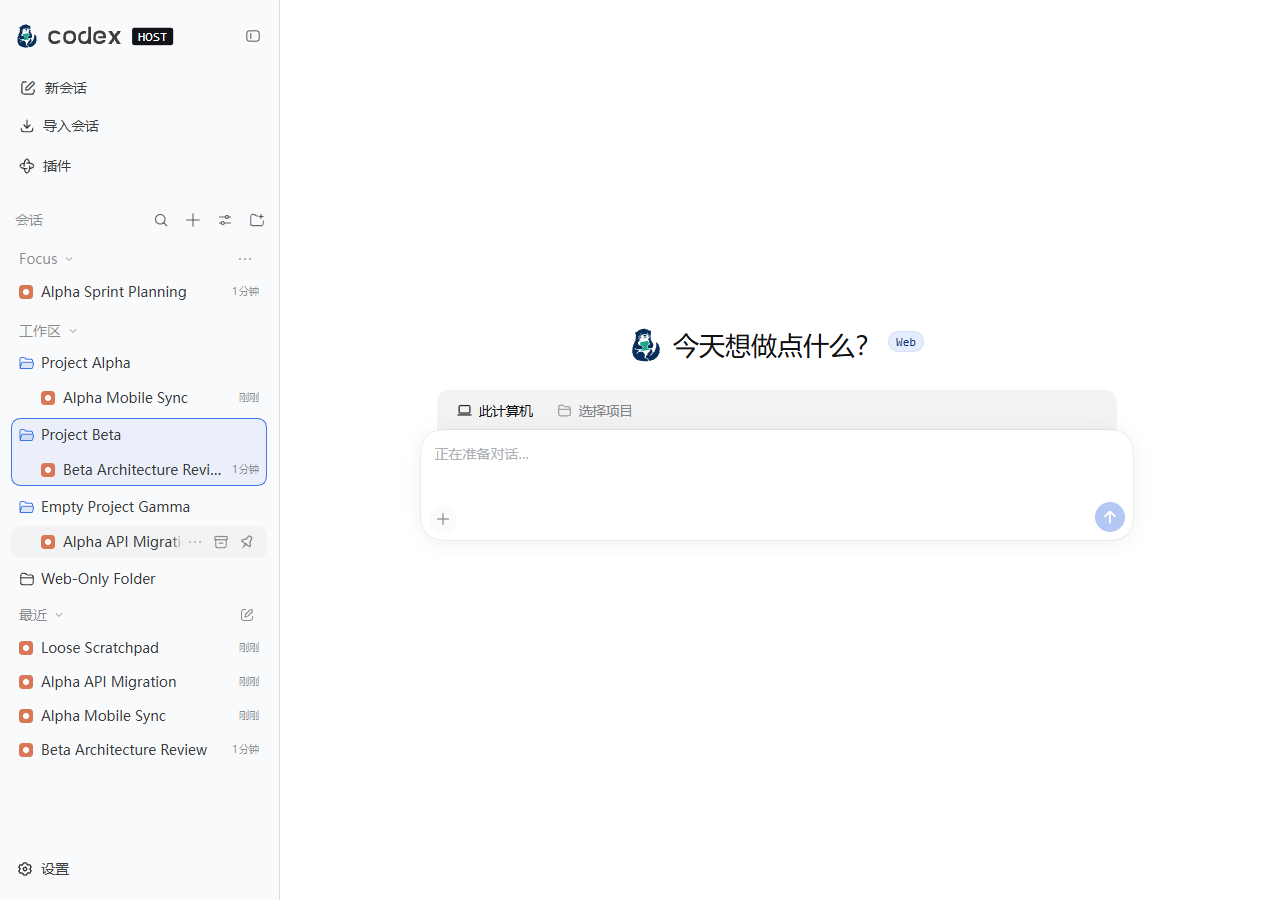 codex HOST
新会话
导入会话
插件
会话
Focus
Alpha Sprint Planning 1分钟
工作区
Project Alpha
Alpha Mobile Sync 刚刚
Project Beta
Beta Architecture Revi... 1分钟
Empty Project Gamma
Alpha API Migrati
Web-Only Folder
最近
Loose Scratchpad 刚刚
Alpha API Migration 刚刚
Alpha Mobile Sync 刚刚
Beta Architecture Review 1分钟
设置
今天想做点什么? Web
此计算机 选择项目
正在准备对话...